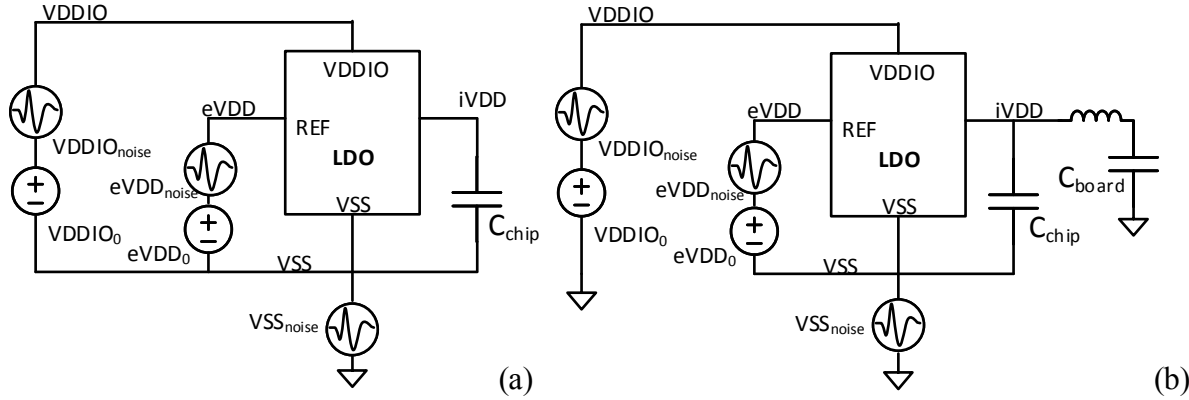 VDDIO
VDDIO
VDDIOnoise
VDDIO0
eVDD
REF
LDO
iVDD
eVDDnoise
VSS
Cchip
eVDD0
VSS
VSSnoise
(a)
VDDIO
VDDIO
VDDIOnoise
VDDIO0
eVDD
REF
LDO
iVDD
eVDDnoise
VSS
Cboard
Cchip
eVDD0
VSS
VSSnoise
(b)